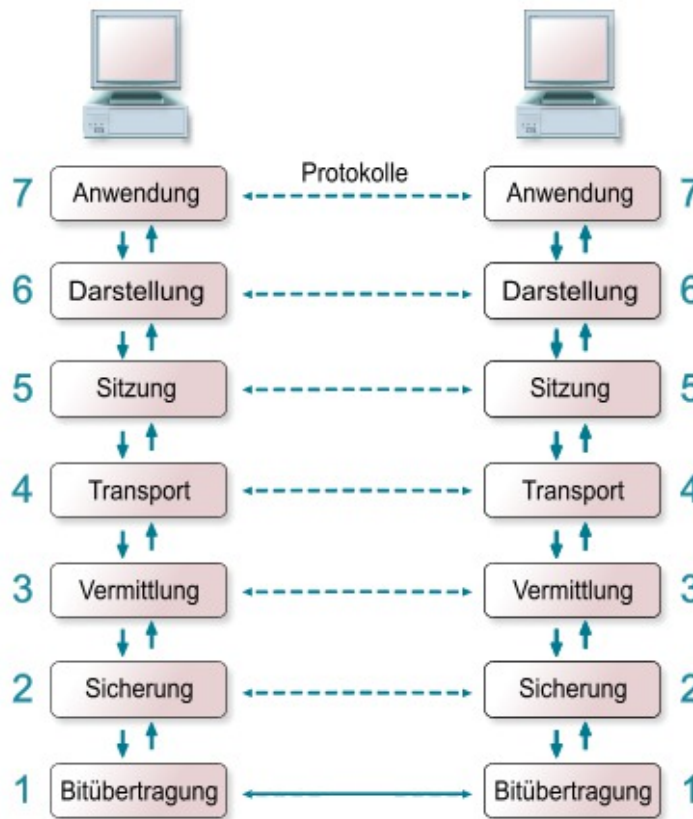 Protokolle
7 Anwendung Anwendung 7
6 Darstellung Darstellung 6
5 Sitzung Sitzung 5
4 Transport Transport 4
3 Vermittlung Vermittlung 3
2 Sicherung Sicherung 2
1 Bitübertragung Bitübertragung 1